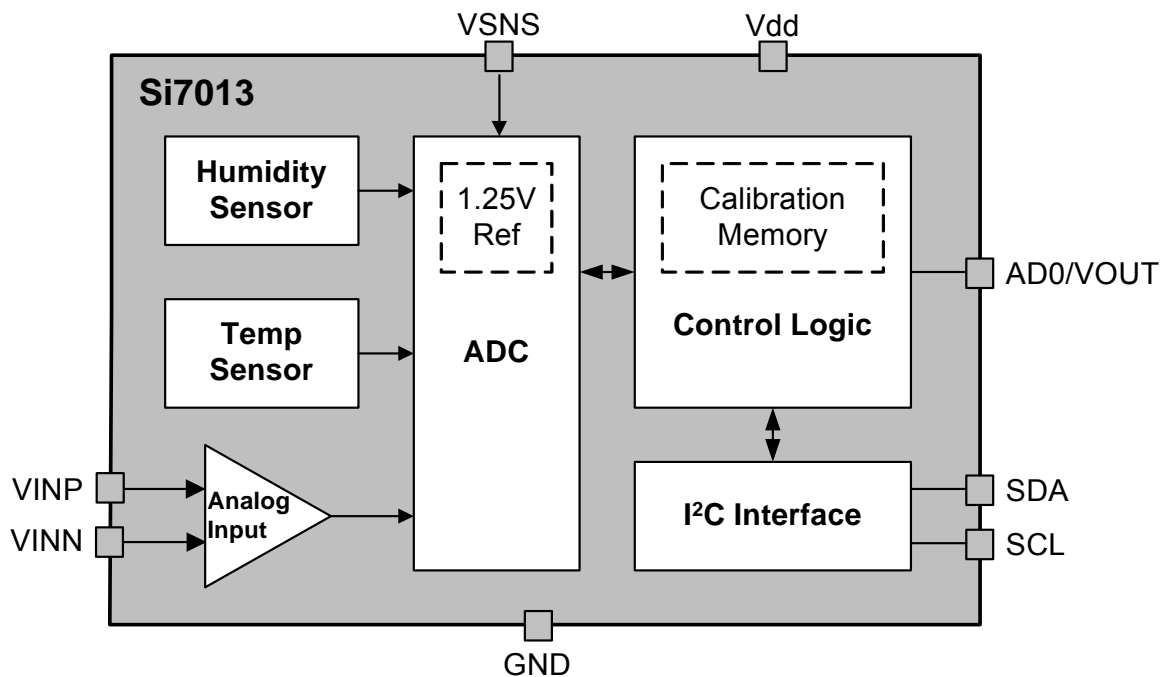 VSNS
Vdd
Si7013
Humidity
Sensor
1.25V
Ref
Calibration
Memory
AD0/VOUT
Temp
Sensor
ADC
Control Logic
VINP
VINN
Analog
Input
I²C Interface
SDA
SCL
GND